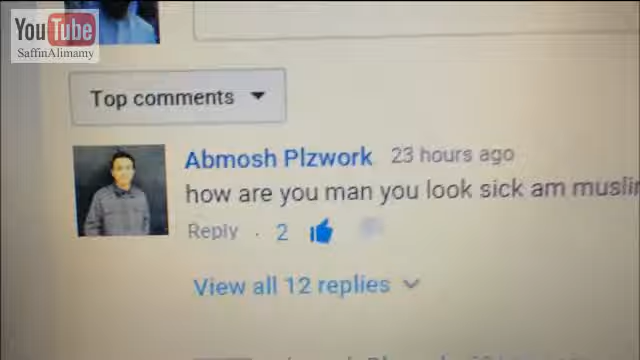 YouTube
SaffinAlimamy
Top comments
Abmosh Plzwork 23 hours ago
how are you man you look sick am muslim
Reply · 2
View all 12 replies